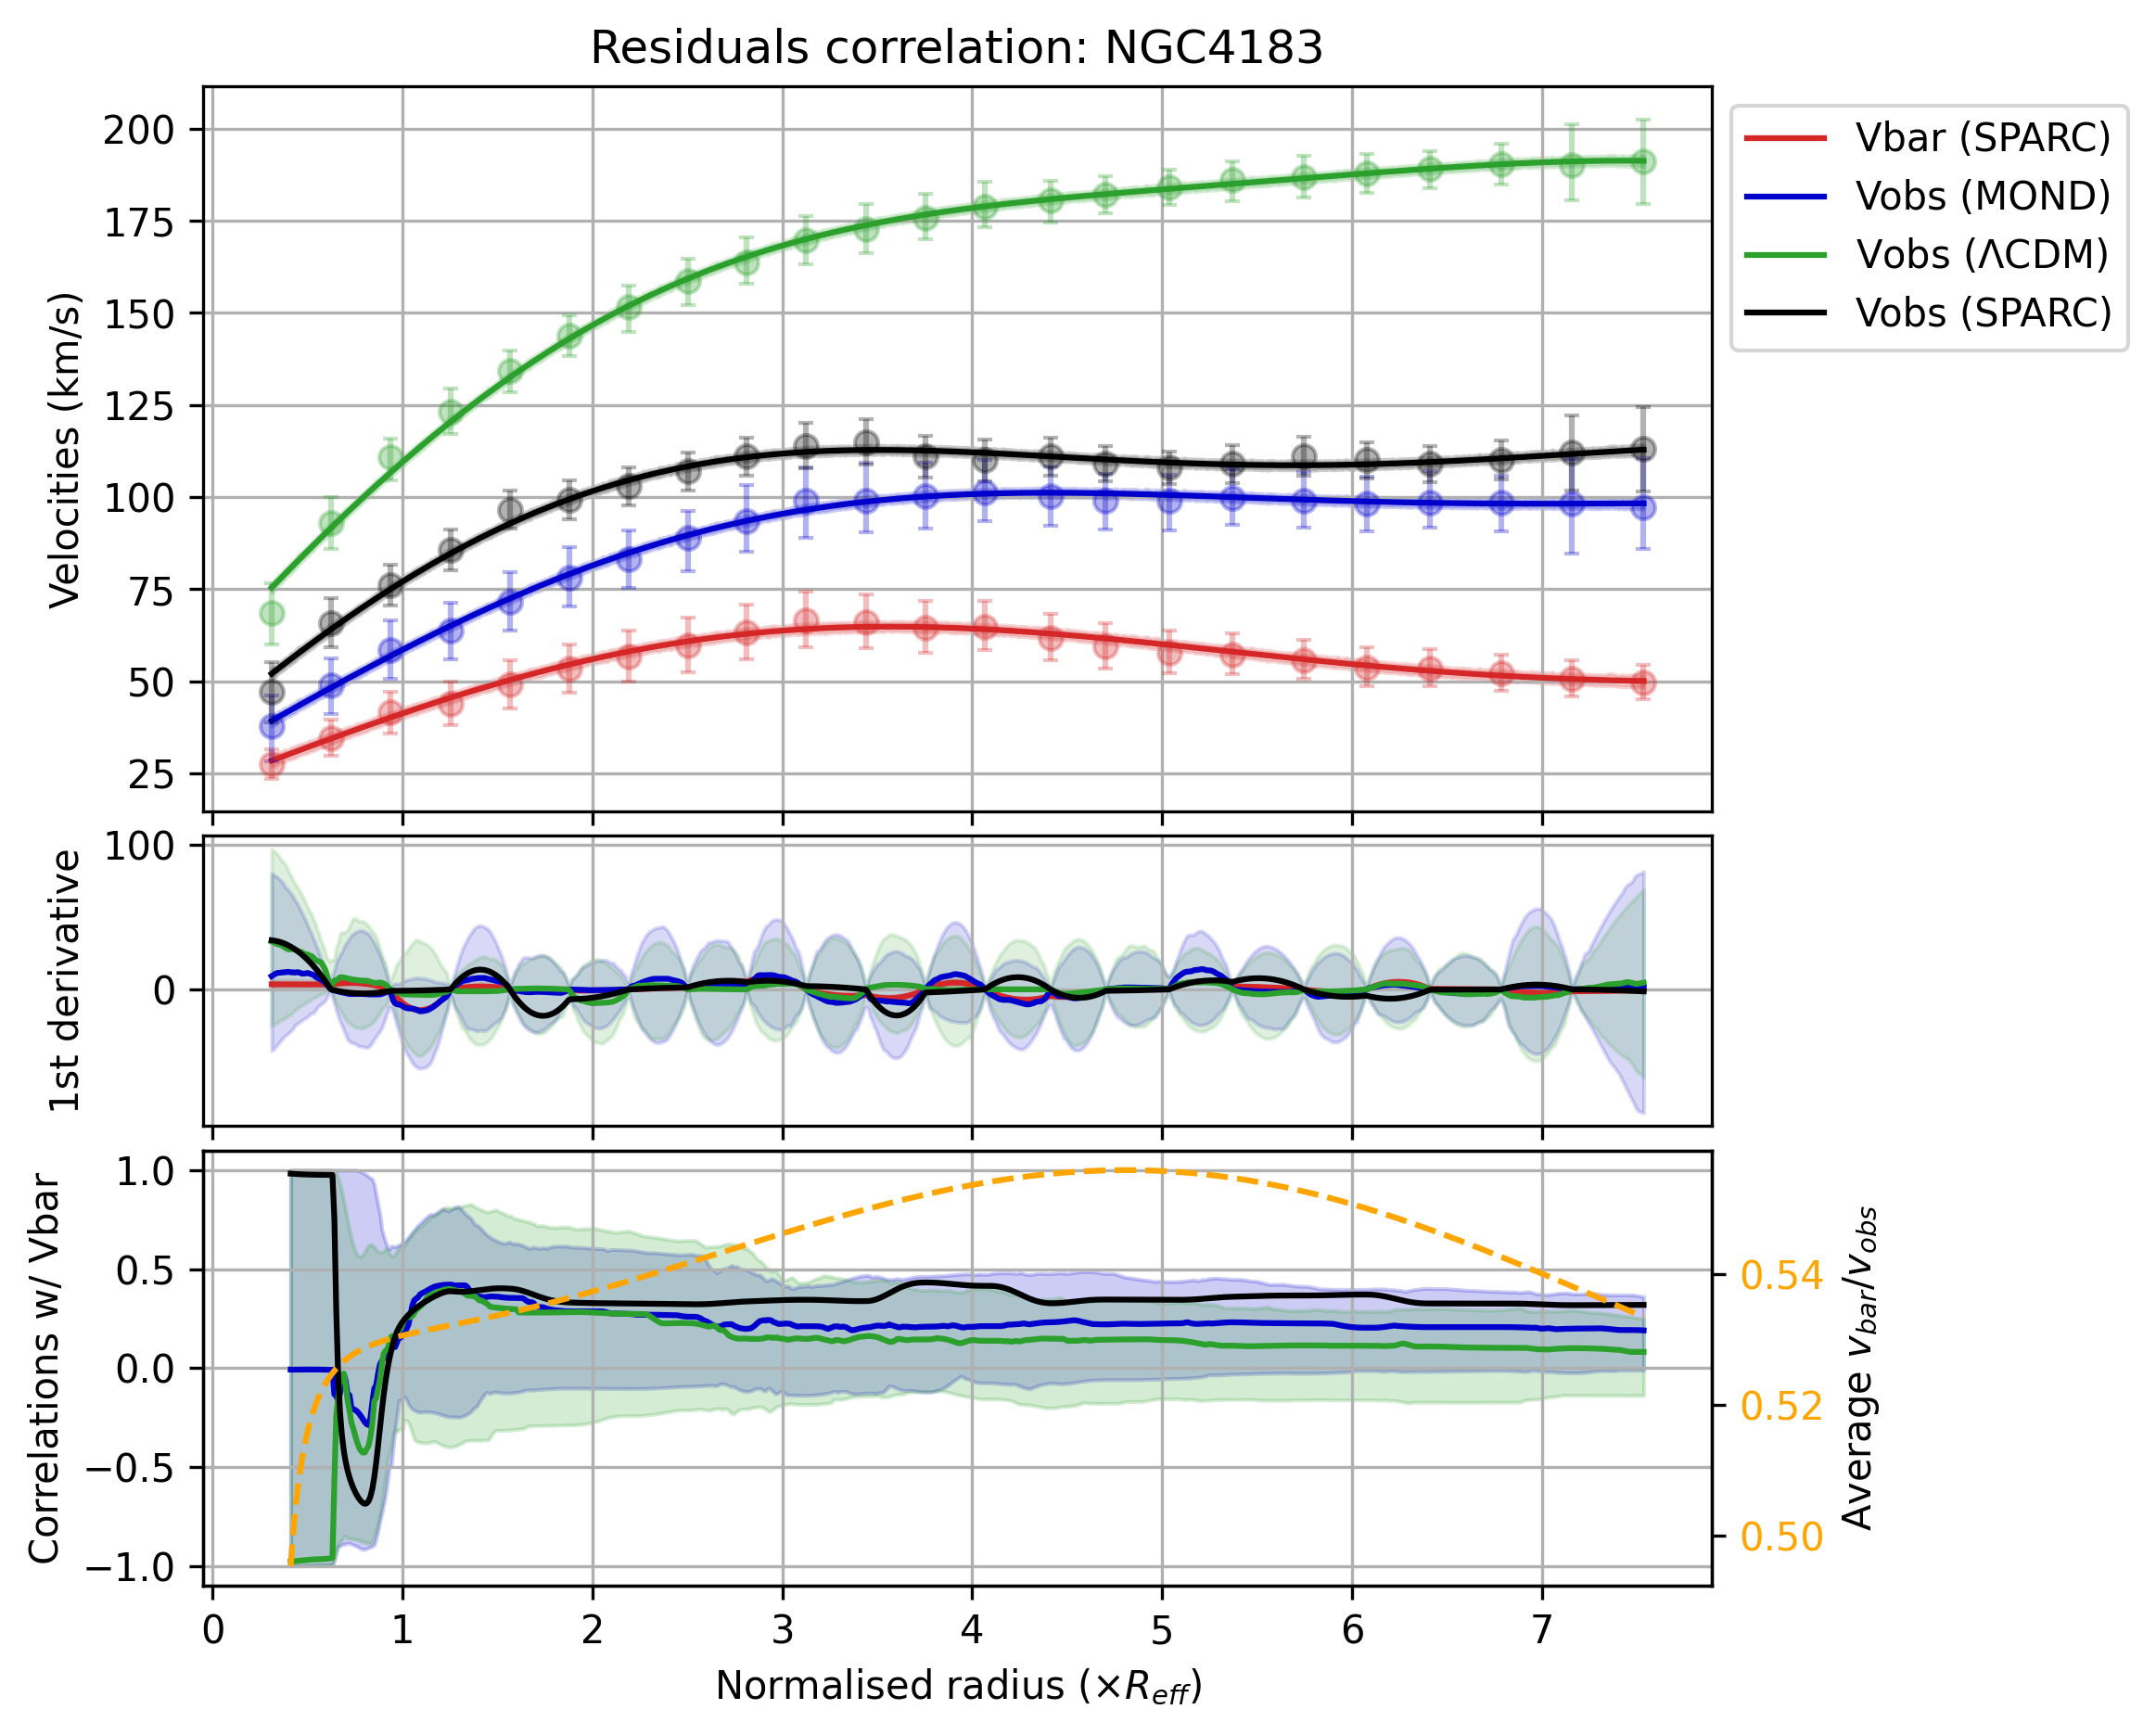 Residuals correlation: NGC4183
Velocities (km/s)
200
175
150
125
100
75
50
25
Vbar (SPARC)
Vobs (MOND)
Vobs (ΛCDM)
Vobs (SPARC)
1st derivative
100
0
Correlations w/ Vbar
1.0
0.5
0.0
−0.5
−1.0
0.54
0.52
0.50
Average v_bar/v_obs
0 1 2 3 4 5 6 7
Normalised radius (×R_eff)